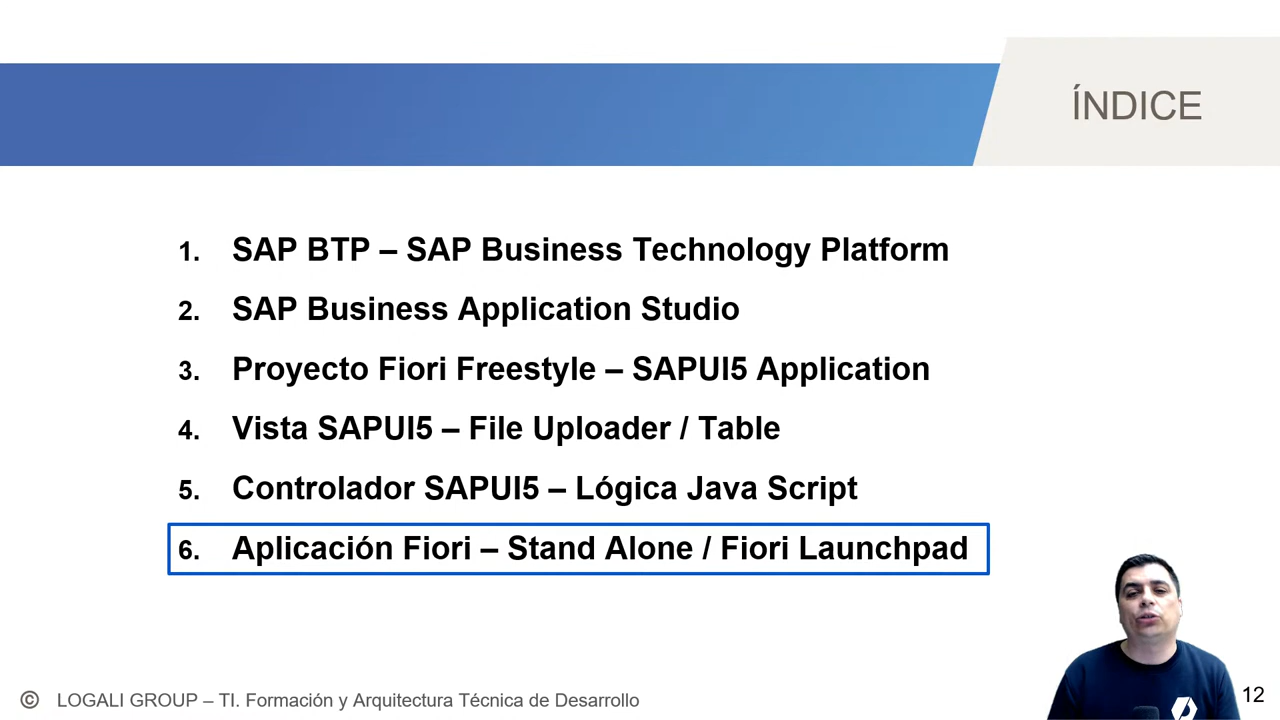 ÍNDICE
1. SAP BTP – SAP Business Technology Platform
2. SAP Business Application Studio
3. Proyecto Fiori Freestyle – SAPUI5 Application
4. Vista SAPUI5 – File Uploader / Table
5. Controlador SAPUI5 – Lógica Java Script
6. Aplicación Fiori – Stand Alone / Fiori Launchpad
© LOGALI GROUP – TI. Formación y Arquitectura Técnica de Desarrollo
12